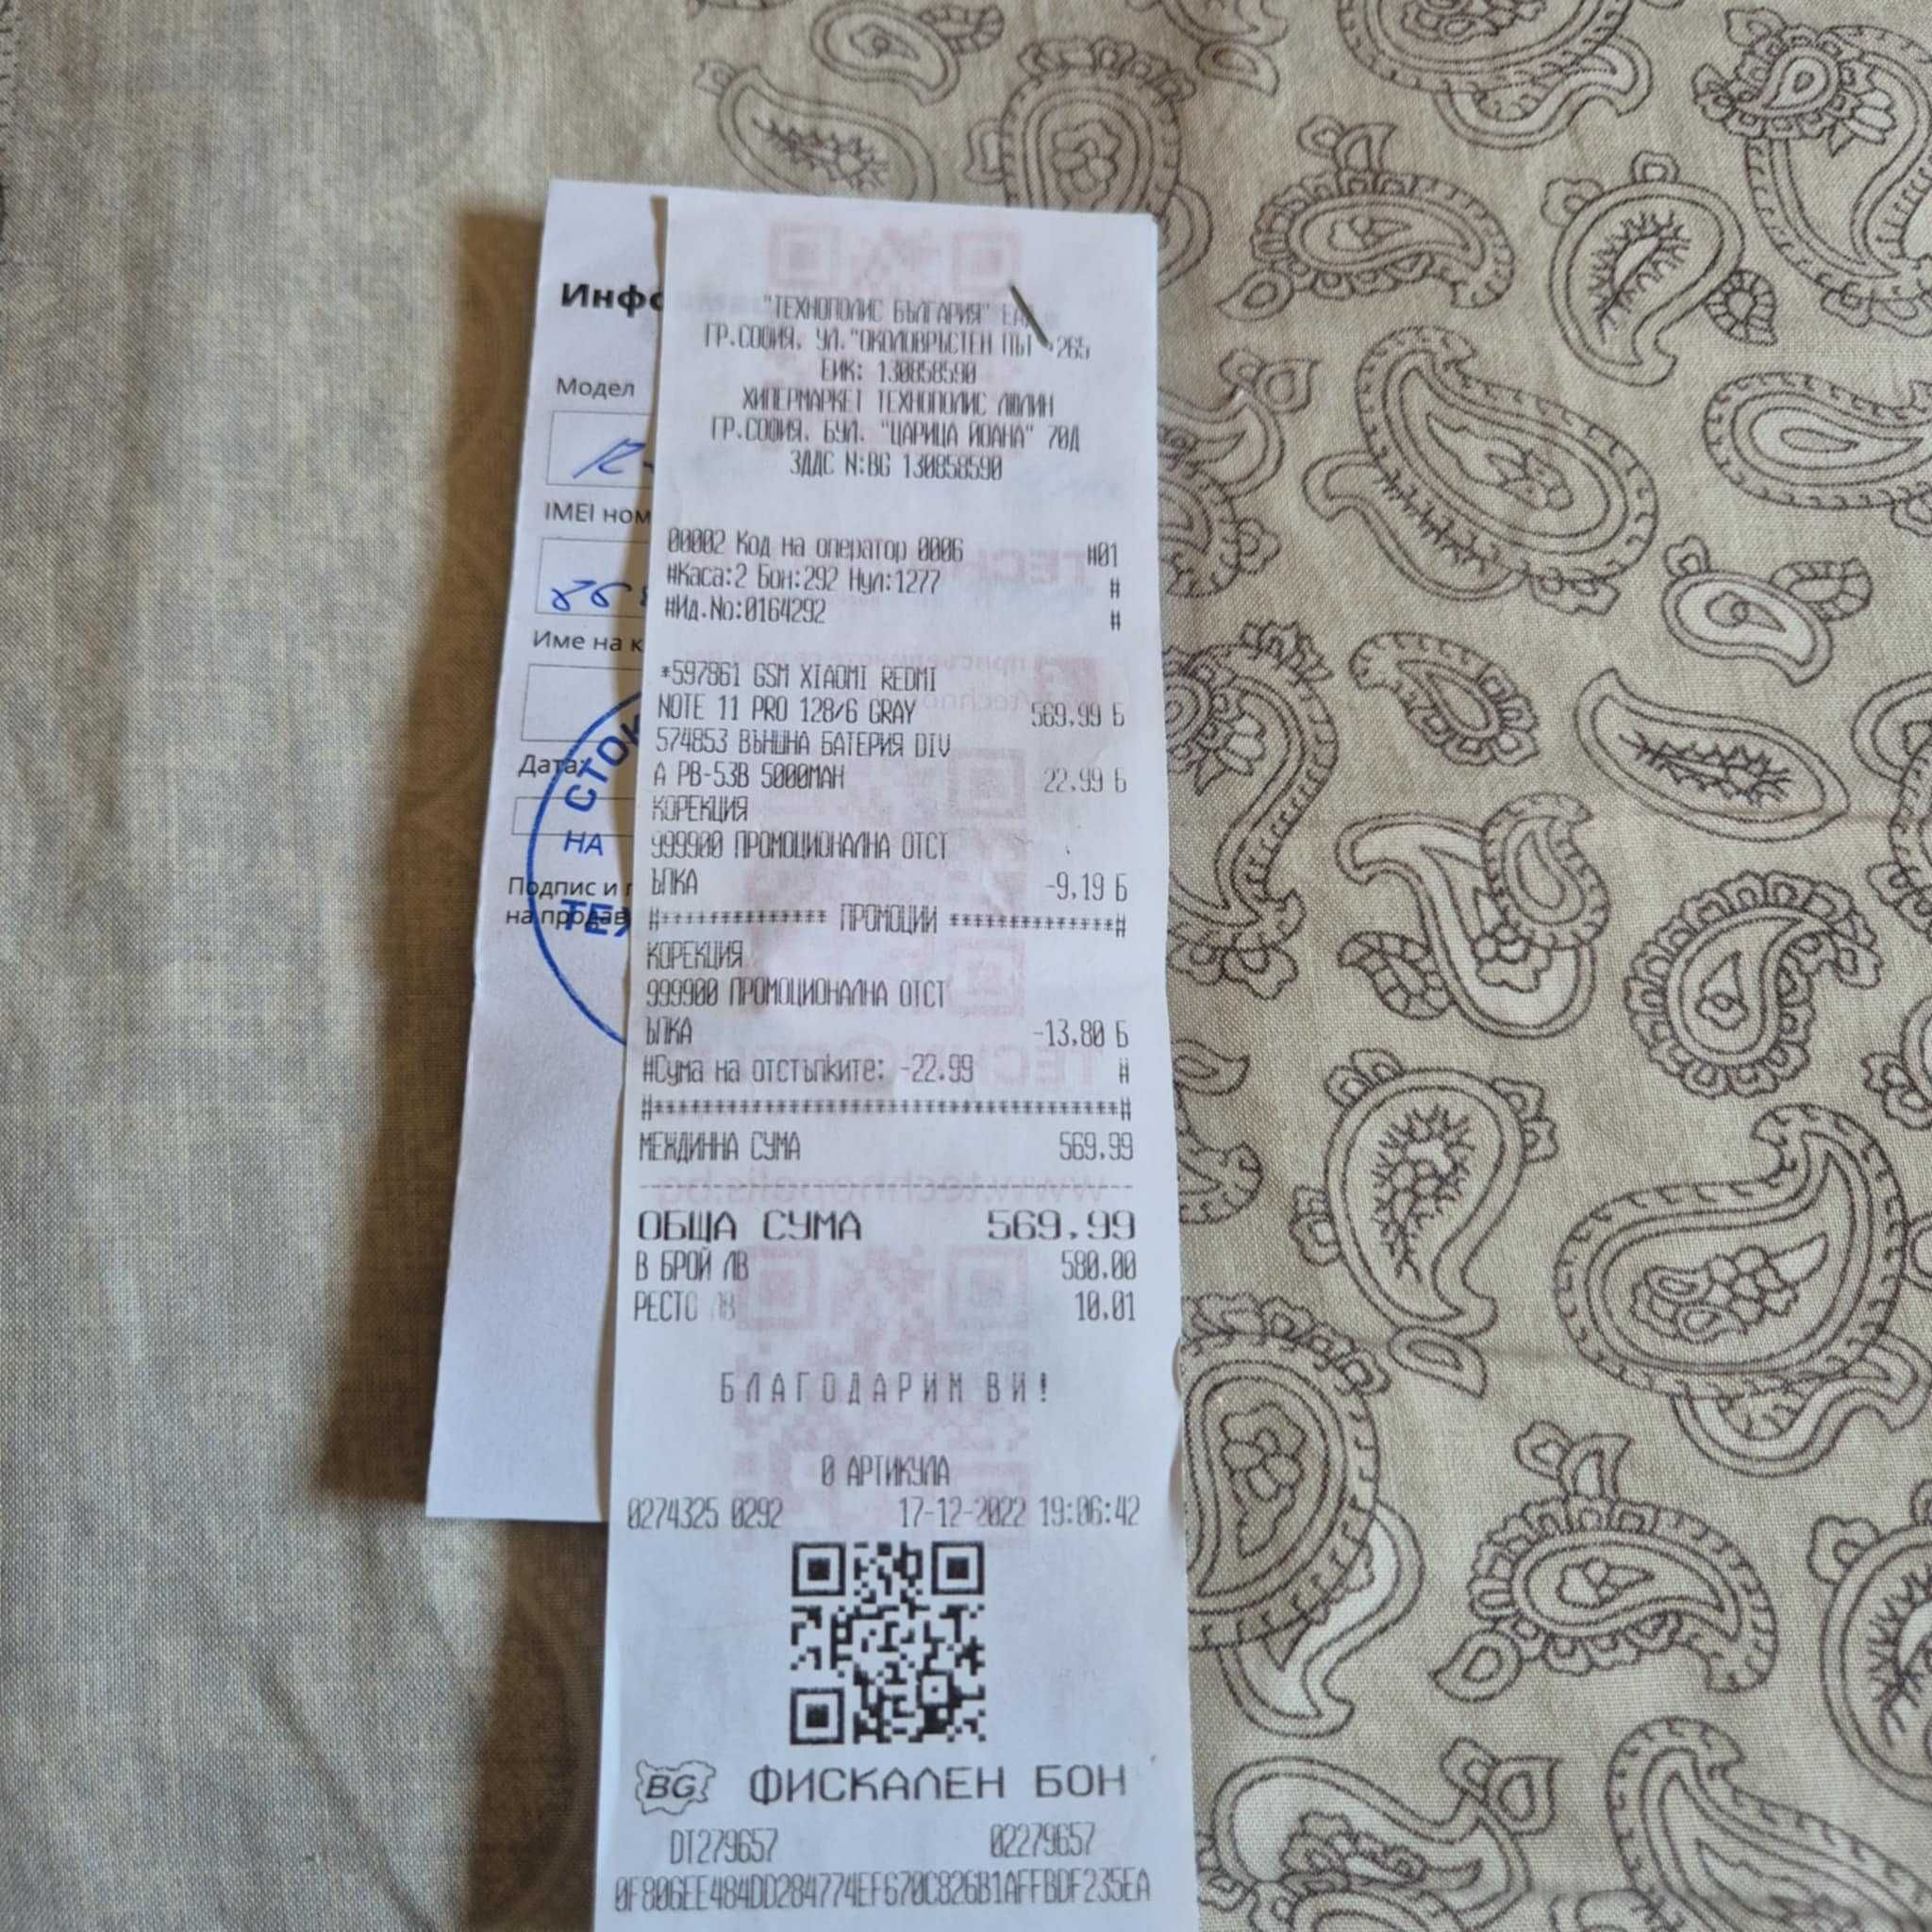 "ТЕХНОПОЛИС БЪЛГАРИЯ" ЕАД
ГР.СОФИЯ, УЛ."ОКОЛОВРЪСТЕН ПЪТ" 265
ЕИК: 130858590
ХИПЕРМАРКЕТ ТЕХНОПОЛИС ЛЮЛИН
ГР.СОФИЯ, БУЛ. "ЦАРИЦА ЙОАНА" 70Д
ЗДДС N:BG 130858590
00002 Код на оператор 0006 #01
#Каса:2 Бон:292 Нул:1277 #
#Ид.No:0164292 #
*597861 GSM XIAOMI REDMI
NOTE 11 PRO 128/6 GRAY 569,99 Б
574853 ВЪНШНА БАТЕРИЯ DIV
A PB-53B 5000MAH 22,99 Б
КОРЕКЦИЯ
999900 ПРОМОЦИОНАЛНА ОТСТ
ЪПКА -9,19 Б
#************** ПРОМОЦИИ **************#
КОРЕКЦИЯ
999900 ПРОМОЦИОНАЛНА ОТСТ
ЪПКА -13,80 Б
#Сума на отстъпките: -22.99 #
#**************************************#
МЕЖДИННА СУМА 569.99
ОБЩА СУМА 569,99
В БРОЙ ЛВ 580.00
РЕСТО ЛВ 10.01
БЛАГОДАРИМ ВИ!
0 АРТИКУЛА
0274325 0292 17-12-2022 19:06:42
BG ФИСКАЛЕН БОН
DT279657 02279657
0F806EE484DD284774EF670C826B1AFFBDF235EA
Инфо
Модел
IMEI ном
Име на к
Дата:
Подпис и п
на продав
СТОК
НА
ТЕХ